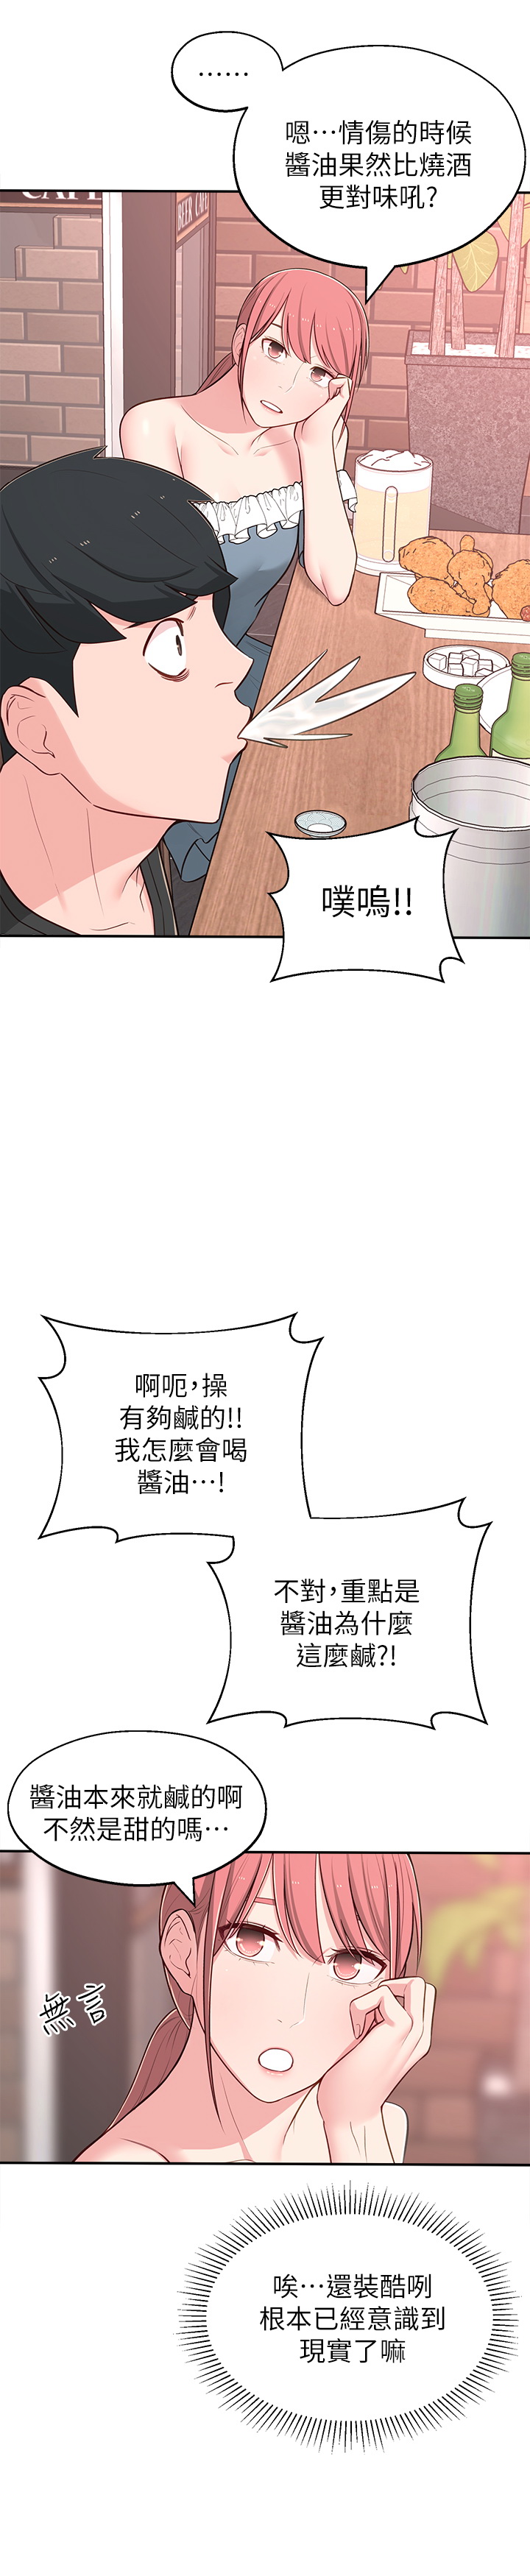 ……
嗯…情傷的時候
醬油果然比燒酒
更對味吼?
CAFE
BEER CAFE
噗嗚!!
啊呃，操
有夠鹹的!!
我怎麼會喝
醬油…!
不對，重點是
醬油為什麼
這麼鹹?!
醬油本來就鹹的啊
不然是甜的嗎…
無言
唉…還裝酷咧
根本已經意識到
現實了嘛